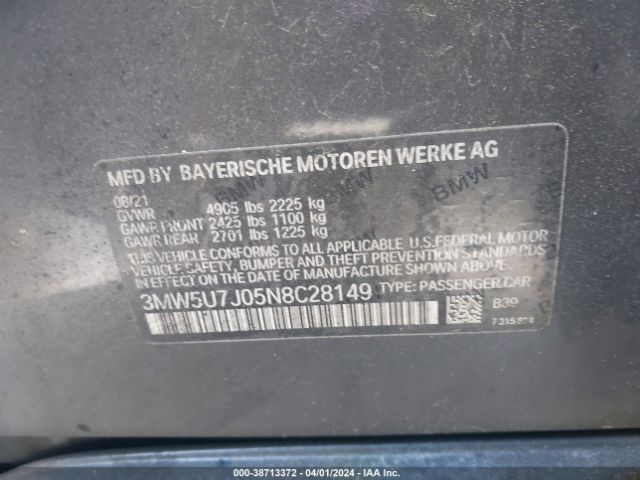 MFD BY BAYERISCHE MOTOREN WERKE AG
BMW BMW
08/21
GVWR 4905 lbs 2225 kg
GAWR FRONT 2425 lbs 1100 kg
GAWR REAR 2701 lbs 1225 kg
THIS VEHICLE CONFORMS TO ALL APPLICABLE U.S. FEDERAL MOTOR
VEHICLE SAFETY, BUMPER AND THEFT PREVENTION STANDARDS
IN EFFECT ON THE DATE OF MANUFACTURE SHOWN ABOVE.
3MW5U7J05N8C28149 TYPE: PASSENGER CAR
B39
000-38713372 - 04/01/2024 - IAA Inc.